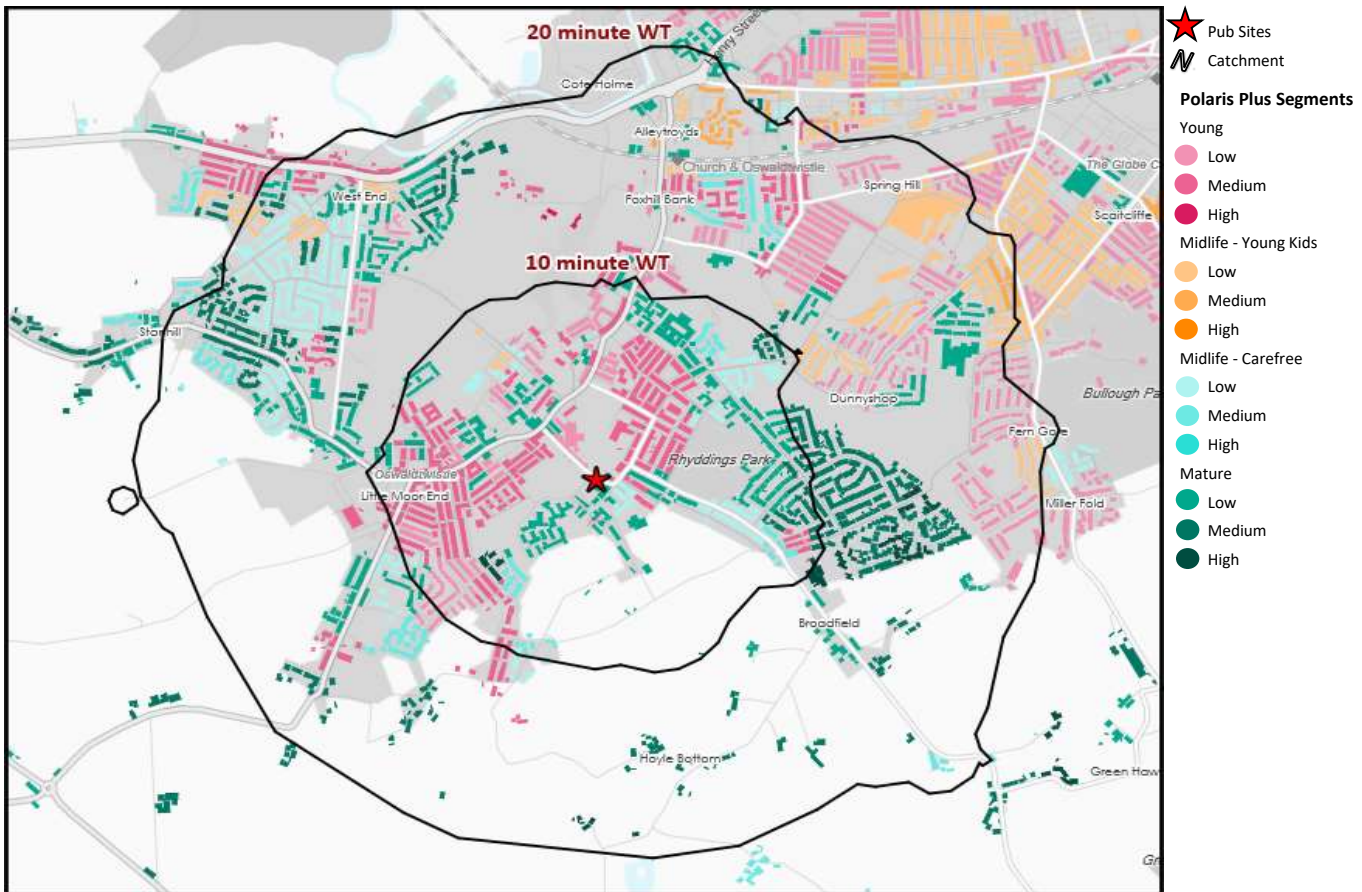 20 minute WT
Henry Street
Cote Holme
Alleytroyds
Church & Oswaldtwistle
The Globe C
Spring Hill
West End
Foxhill Bank
Scaitcliffe
10 minute WT
Stanhill
Dunnyshop
Bullough Pa
Fern Gore
Rhyddings Park
Oswaldtwistle
Little Moor End
Miller Fold
Broadfield
Hoyle Bottom
Green Haw
Gr
Pub Sites
Catchment
Polaris Plus Segments
Young
Low
Medium
High
Midlife - Young Kids
Low
Medium
High
Midlife - Carefree
Low
Medium
High
Mature
Low
Medium
High